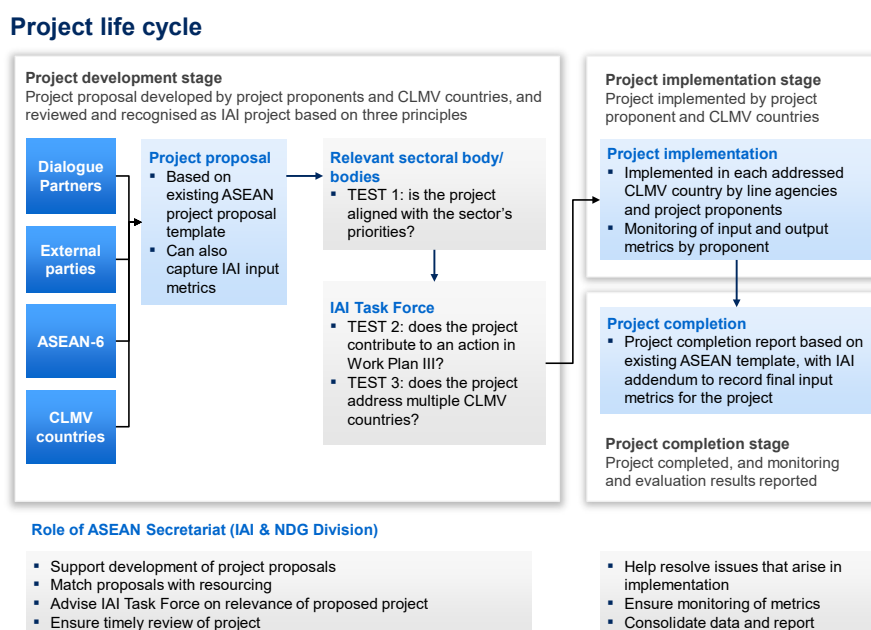 Project life cycle
Project development stage
Project proposal developed by project proponents and CLMV countries, and
reviewed and recognised as IAI project based on three principles
Dialogue
Partners
External
parties
ASEAN-6
CLMV
countries
Project proposal
▪ Based on
existing ASEAN
project proposal
template
▪ Can also
capture IAI input
metrics
Relevant sectoral body/
bodies
▪ TEST 1: is the project
aligned with the sector's
priorities?
IAI Task Force
▪ TEST 2: does the project
contribute to an action in
Work Plan III?
▪ TEST 3: does the project
address multiple CLMV
countries?
Project implementation stage
Project implemented by project
proponent and CLMV countries
Project implementation
▪ Implemented in each addressed
CLMV country by line agencies
and project proponents
▪ Monitoring of input and output
metrics by proponent
Project completion
▪ Project completion report based on
existing ASEAN template, with IAI
addendum to record final input
metrics for the project
Project completion stage
Project completed, and monitoring
and evaluation results reported
Role of ASEAN Secretariat (IAI & NDG Division)
▪ Support development of project proposals
▪ Match proposals with resourcing
▪ Advise IAI Task Force on relevance of proposed project
▪ Ensure timely review of project
▪ Help resolve issues that arise in
implementation
▪ Ensure monitoring of metrics
▪ Consolidate data and report